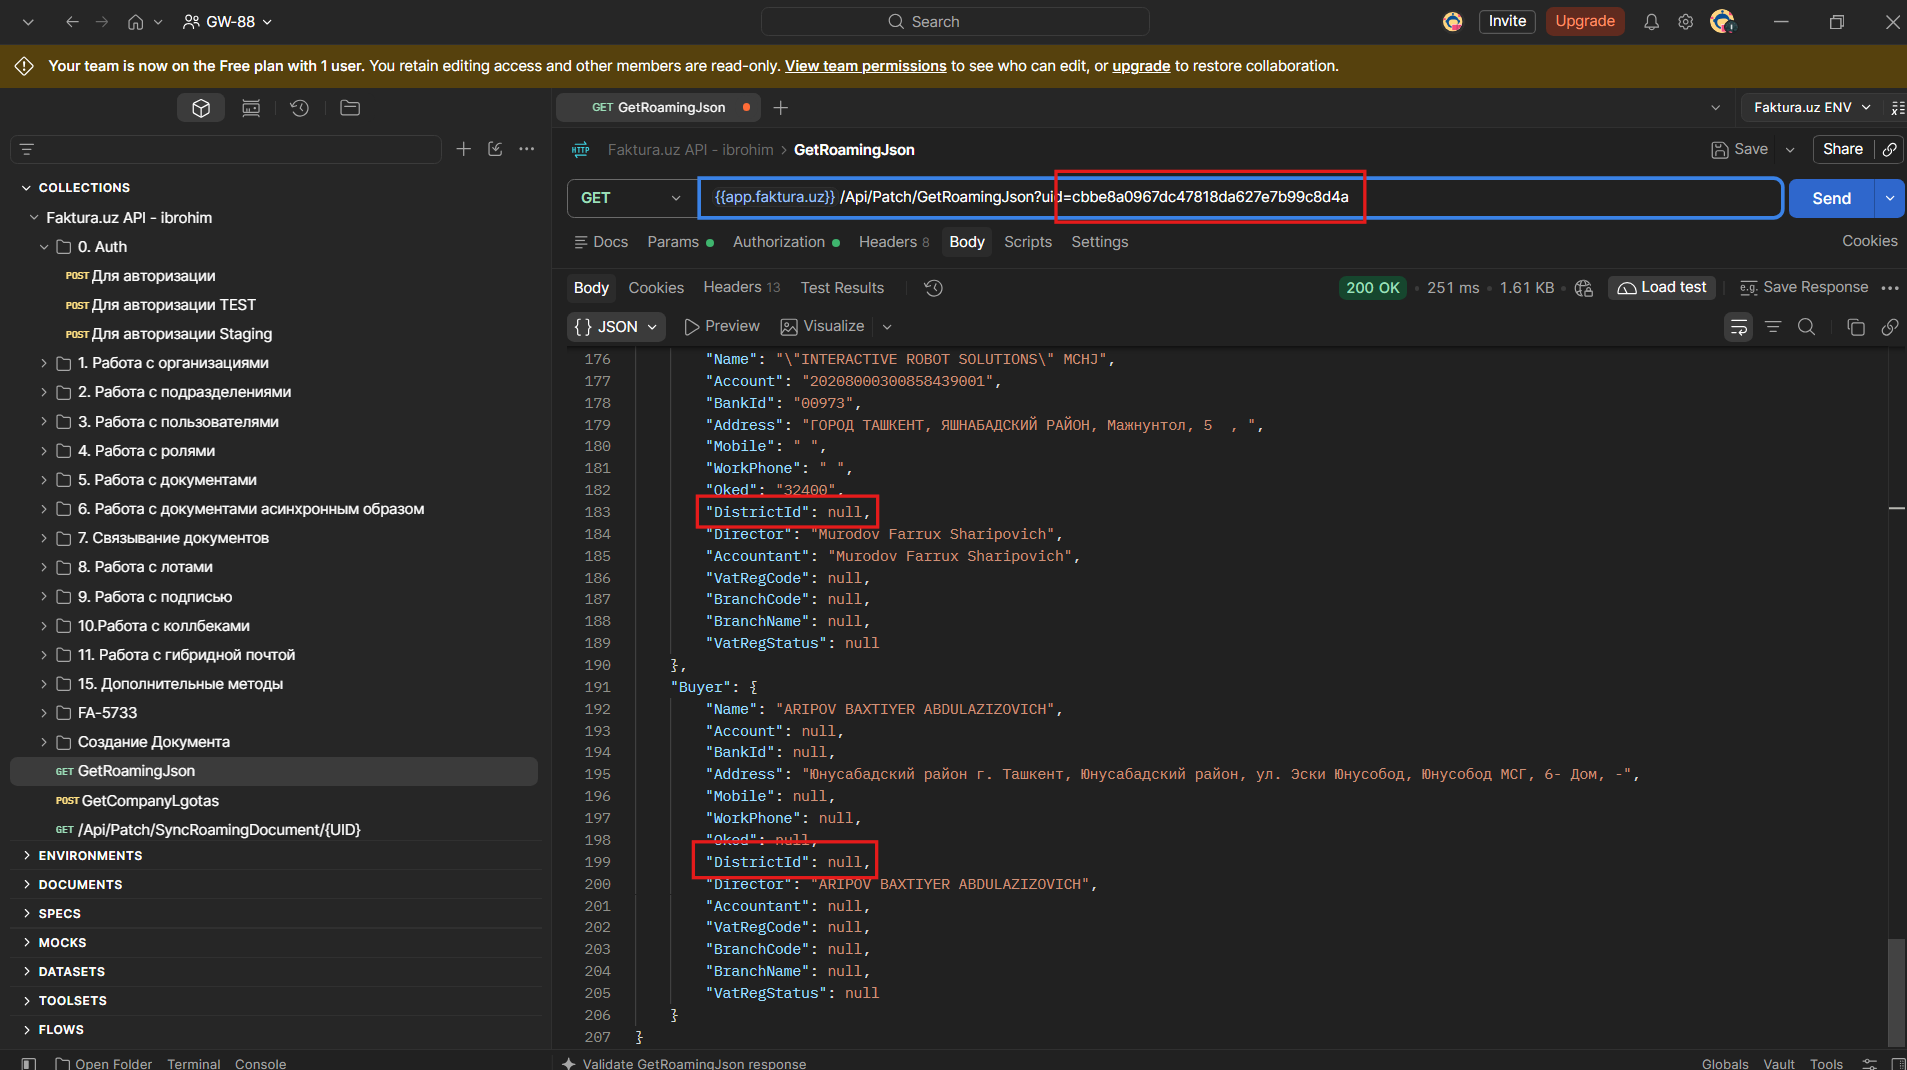 GW-88
Search
Invite
Upgrade
Your team is now on the Free plan with 1 user. You retain editing access and other members are read-only. View team permissions to see who can edit, or upgrade to restore collaboration.
GET GetRoamingJson
Faktura.uz ENV
HTTP Faktura.uz API - ibrohim > GetRoamingJson
Save
Share
COLLECTIONS
Faktura.uz API - ibrohim
0. Auth
POST Для авторизации
POST Для авторизации TEST
POST Для авторизации Staging
1. Работа с организациями
2. Работа с подразделениями
3. Работа с пользователями
4. Работа с ролями
5. Работа с документами
6. Работа с документами асинхронным образом
7. Связывание документов
8. Работа с лотами
9. Работа с подписью
10.Работа с коллбеками
11. Работа с гибридной почтой
15. Дополнительные методы
FA-5733
Создание Документа
GET GetRoamingJson
POST GetCompanyLgotas
GET /Api/Patch/SyncRoamingDocument/{UID}
ENVIRONMENTS
DOCUMENTS
SPECS
MOCKS
DATASETS
TOOLSETS
FLOWS
GET
{{app.faktura.uz}} /Api/Patch/GetRoamingJson?uid=cbbe8a0967dc47818da627e7b99c8d4a
Send
Docs Params Authorization Headers 8 Body Scripts Settings
Cookies
Body Cookies Headers 13 Test Results
200 OK • 251 ms • 1.61 KB
Load test
e.g. Save Response
{} JSON
Preview
Visualize
176 "Name": "\"INTERACTIVE ROBOT SOLUTIONS\" MCHJ",
177 "Account": "20208000300858439001",
178 "BankId": "00973",
179 "Address": "ГОРОД ТАШКЕНТ, ЯШНАБАДСКИЙ РАЙОН, Мажнунтол, 5  , ",
180 "Mobile": " ",
181 "WorkPhone": " ",
182 "Oked": "32400",
183 "DistrictId": null,
184 "Director": "Murodov Farrux Sharipovich",
185 "Accountant": "Murodov Farrux Sharipovich",
186 "VatRegCode": null,
187 "BranchCode": null,
188 "BranchName": null,
189 "VatRegStatus": null
190 },
191 "Buyer": {
192 "Name": "ARIPOV BAXTIYER ABDULAZIZOVICH",
193 "Account": null,
194 "BankId": null,
195 "Address": "Юнусабадский район г. Ташкент, Юнусабадский район, ул. Эски Юнусобод, Юнусобод МСГ, 6- Дом, -",
196 "Mobile": null,
197 "WorkPhone": null,
198 "Oked": null,
199 "DistrictId": null,
200 "Director": "ARIPOV BAXTIYER ABDULAZIZOVICH",
201 "Accountant": null,
202 "VatRegCode": null,
203 "BranchCode": null,
204 "BranchName": null,
205 "VatRegStatus": null
206 }
207 }
Open Folder Terminal Console
Validate GetRoamingJson response
Globals Vault Tools